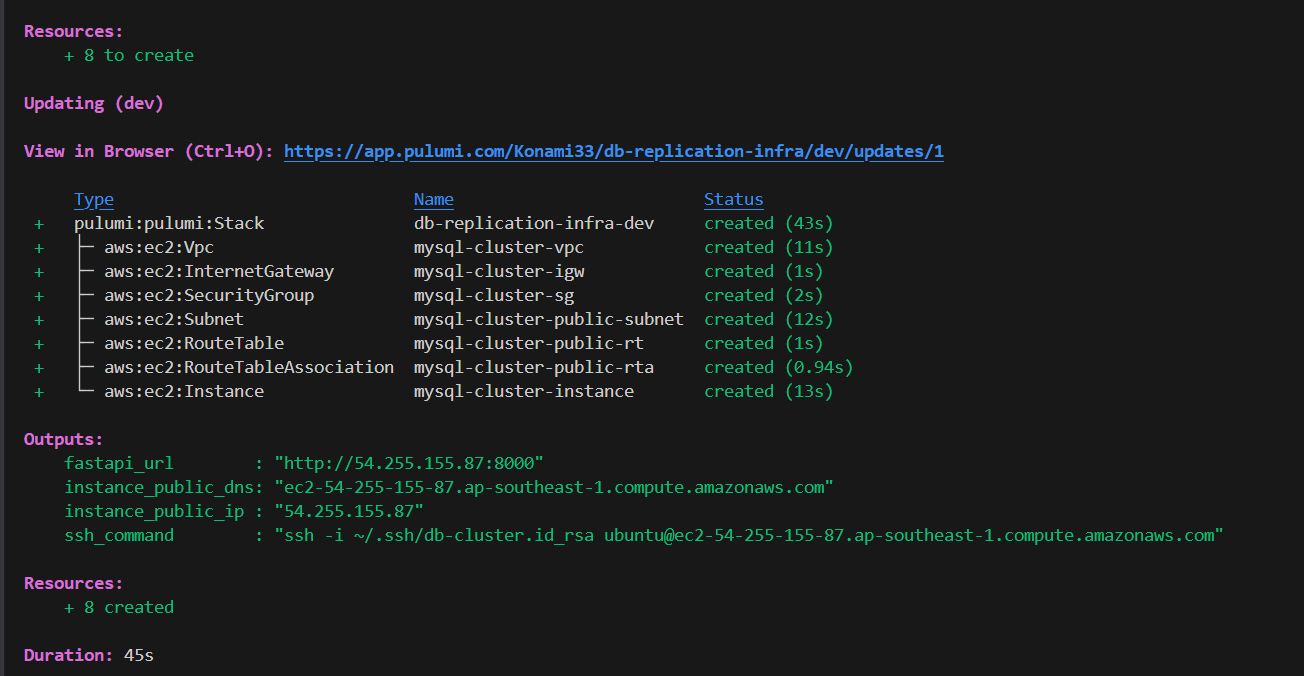 Resources:
    + 8 to create
Updating (dev)
View in Browser (Ctrl+O): https://app.pulumi.com/Konami33/db-replication-infra/dev/updates/1
     Type                              Name                         Status
 +   pulumi:pulumi:Stack               db-replication-infra-dev     created (43s)
 +   ├─ aws:ec2:Vpc                    mysql-cluster-vpc            created (11s)
 +   ├─ aws:ec2:InternetGateway        mysql-cluster-igw            created (1s)
 +   ├─ aws:ec2:SecurityGroup          mysql-cluster-sg             created (2s)
 +   ├─ aws:ec2:Subnet                 mysql-cluster-public-subnet  created (12s)
 +   ├─ aws:ec2:RouteTable             mysql-cluster-public-rt      created (1s)
 +   ├─ aws:ec2:RouteTableAssociation  mysql-cluster-public-rta     created (0.94s)
 +   └─ aws:ec2:Instance               mysql-cluster-instance       created (13s)
Outputs:
    fastapi_url        : "http://54.255.155.87:8000"
    instance_public_dns: "ec2-54-255-155-87.ap-southeast-1.compute.amazonaws.com"
    instance_public_ip : "54.255.155.87"
    ssh_command        : "ssh -i ~/.ssh/db-cluster.id_rsa ubuntu@ec2-54-255-155-87.ap-southeast-1.compute.amazonaws.com"
Resources:
    + 8 created
Duration: 45s